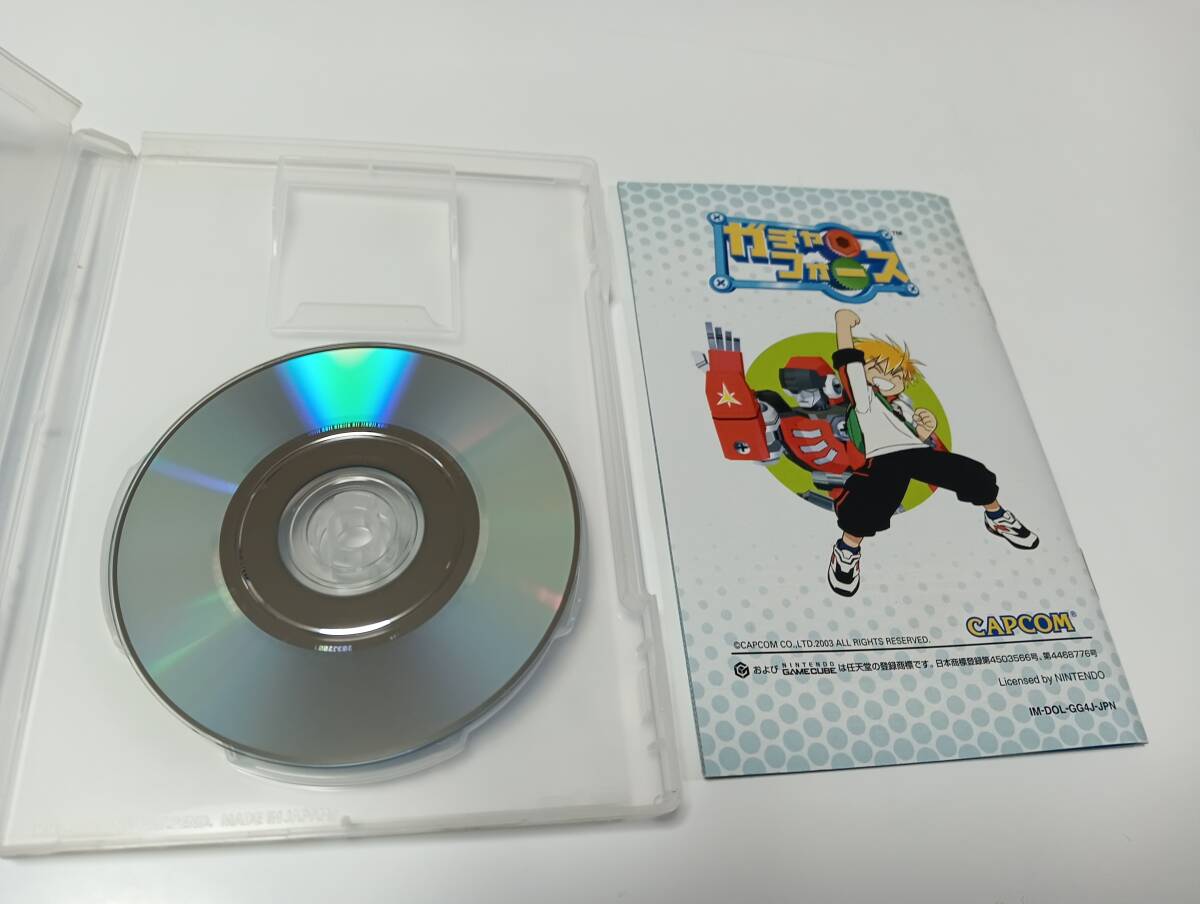 ガチャ
フォース
™
CAPCOM®
©CAPCOM CO.,LTD.2003 ALL RIGHTS RESERVED.
および NINTENDO GAMECUBE は任天堂の登録商標です。日本商標登録第4503566号、第4468776号
Licensed by NINTENDO
IM-DOL-GG4J-JPN
MADE IN JAPAN